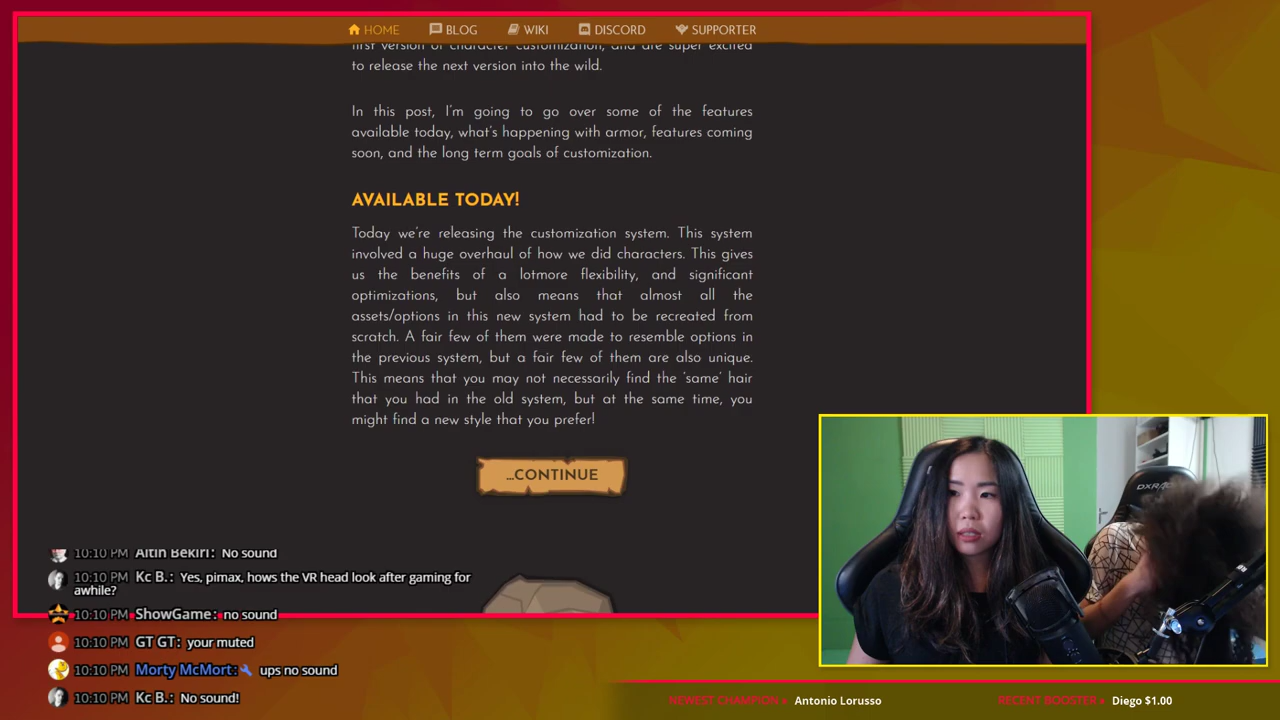 HOME BLOG WIKI DISCORD SUPPORTER
first version of character customization, and are super excited
to release the next version into the wild.
In this post, I'm going to go over some of the features
available today, what's happening with armor, features coming
soon, and the long term goals of customization.
AVAILABLE TODAY!
Today we're releasing the customization system. This system
involved a huge overhaul of how we did characters. This gives
us the benefits of a lotmore flexibility, and significant
optimizations, but also means that almost all the
assets/options in this new system had to be recreated from
scratch. A fair few of them were made to resemble options in
the previous system, but a fair few of them are also unique.
This means that you may not necessarily find the 'same' hair
that you had in the old system, but at the same time, you
might find a new style that you prefer!
...CONTINUE
10:10 PM Altin Bekiri: No sound
10:10 PM Kc B.: Yes, pimax, hows the VR head look after gaming for
awhile?
10:10 PM ShowGame: no sound
10:10 PM GT GT: your muted
10:10 PM Morty McMort: ups no sound
10:10 PM Kc B.: No sound!
NEWEST CHAMPION » Antonio Lorusso
RECENT BOOSTER » Diego $1.00